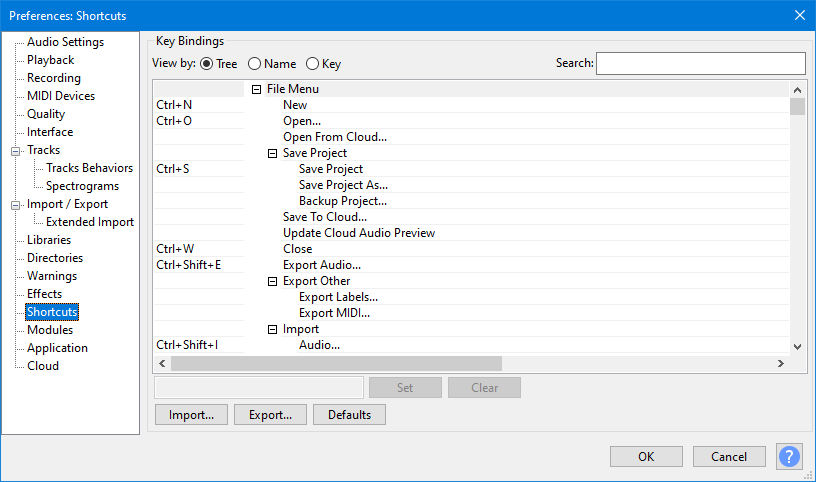 Preferences: Shortcuts
Audio Settings
Playback
Recording
MIDI Devices
Quality
Interface
Tracks
Tracks Behaviors
Spectrograms
Import / Export
Extended Import
Libraries
Directories
Warnings
Effects
Shortcuts
Modules
Application
Cloud
Key Bindings
View by: Tree Name Key Search:
File Menu
Ctrl+N New
Ctrl+O Open...
Open From Cloud...
Save Project
Ctrl+S Save Project
Save Project As...
Backup Project...
Save To Cloud...
Update Cloud Audio Preview
Ctrl+W Close
Ctrl+Shift+E Export Audio...
Export Other
Export Labels...
Export MIDI...
Import
Ctrl+Shift+I Audio...
Set Clear
Import... Export... Defaults
OK Cancel ?